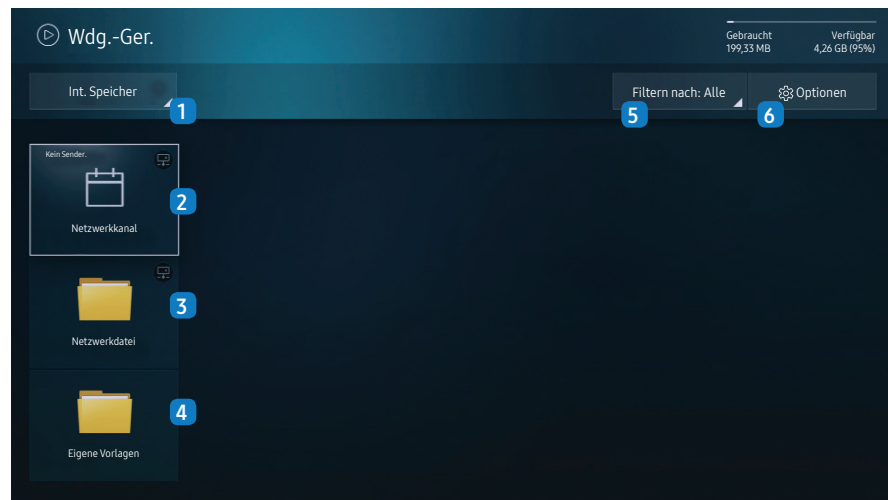 Wdg.-Ger.
Gebraucht Verfügbar
199,33 MB 4,26 GB (95%)
Int. Speicher
1
Filtern nach: Alle
5
Optionen
6
Kein Sender.
2
Netzwerkkanal
3
Netzwerkdatei
4
Eigene Vorlagen